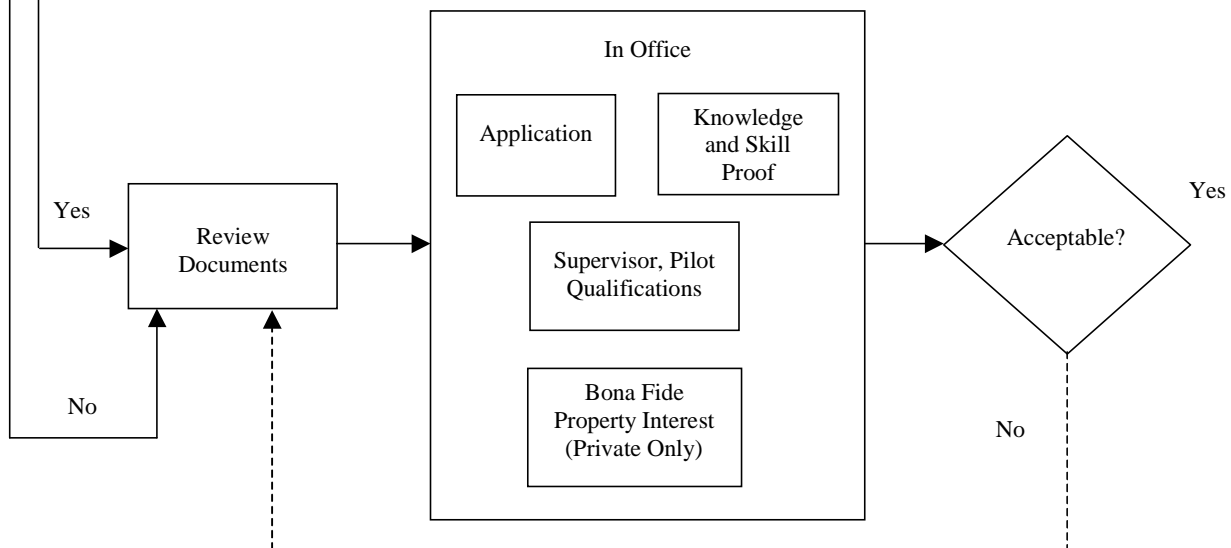 In Office
Application
Knowledge
and Skill
Proof
Yes
Review
Documents
Supervisor, Pilot
Qualifications
Acceptable?
Yes
No
Bona Fide
Property Interest
(Private Only)
No